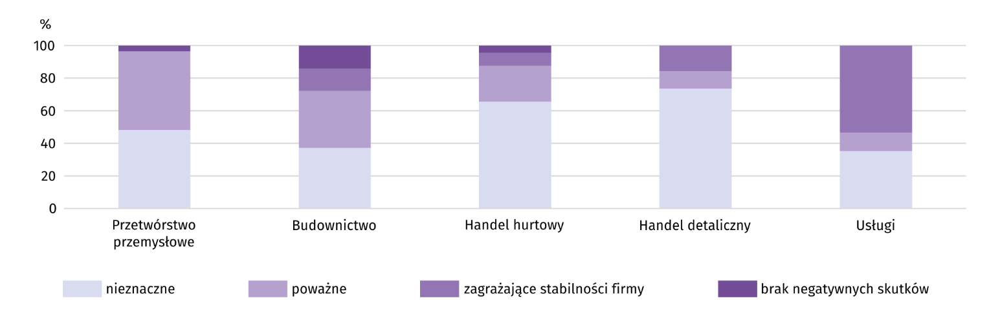 %
100
80
60
40
20
0
Przetwórstwo
przemysłowe
Budownictwo
Handel hurtowy
Handel detaliczny
Usługi
nieznaczne
poważne
zagrażające stabilności firmy
brak negatywnych skutków